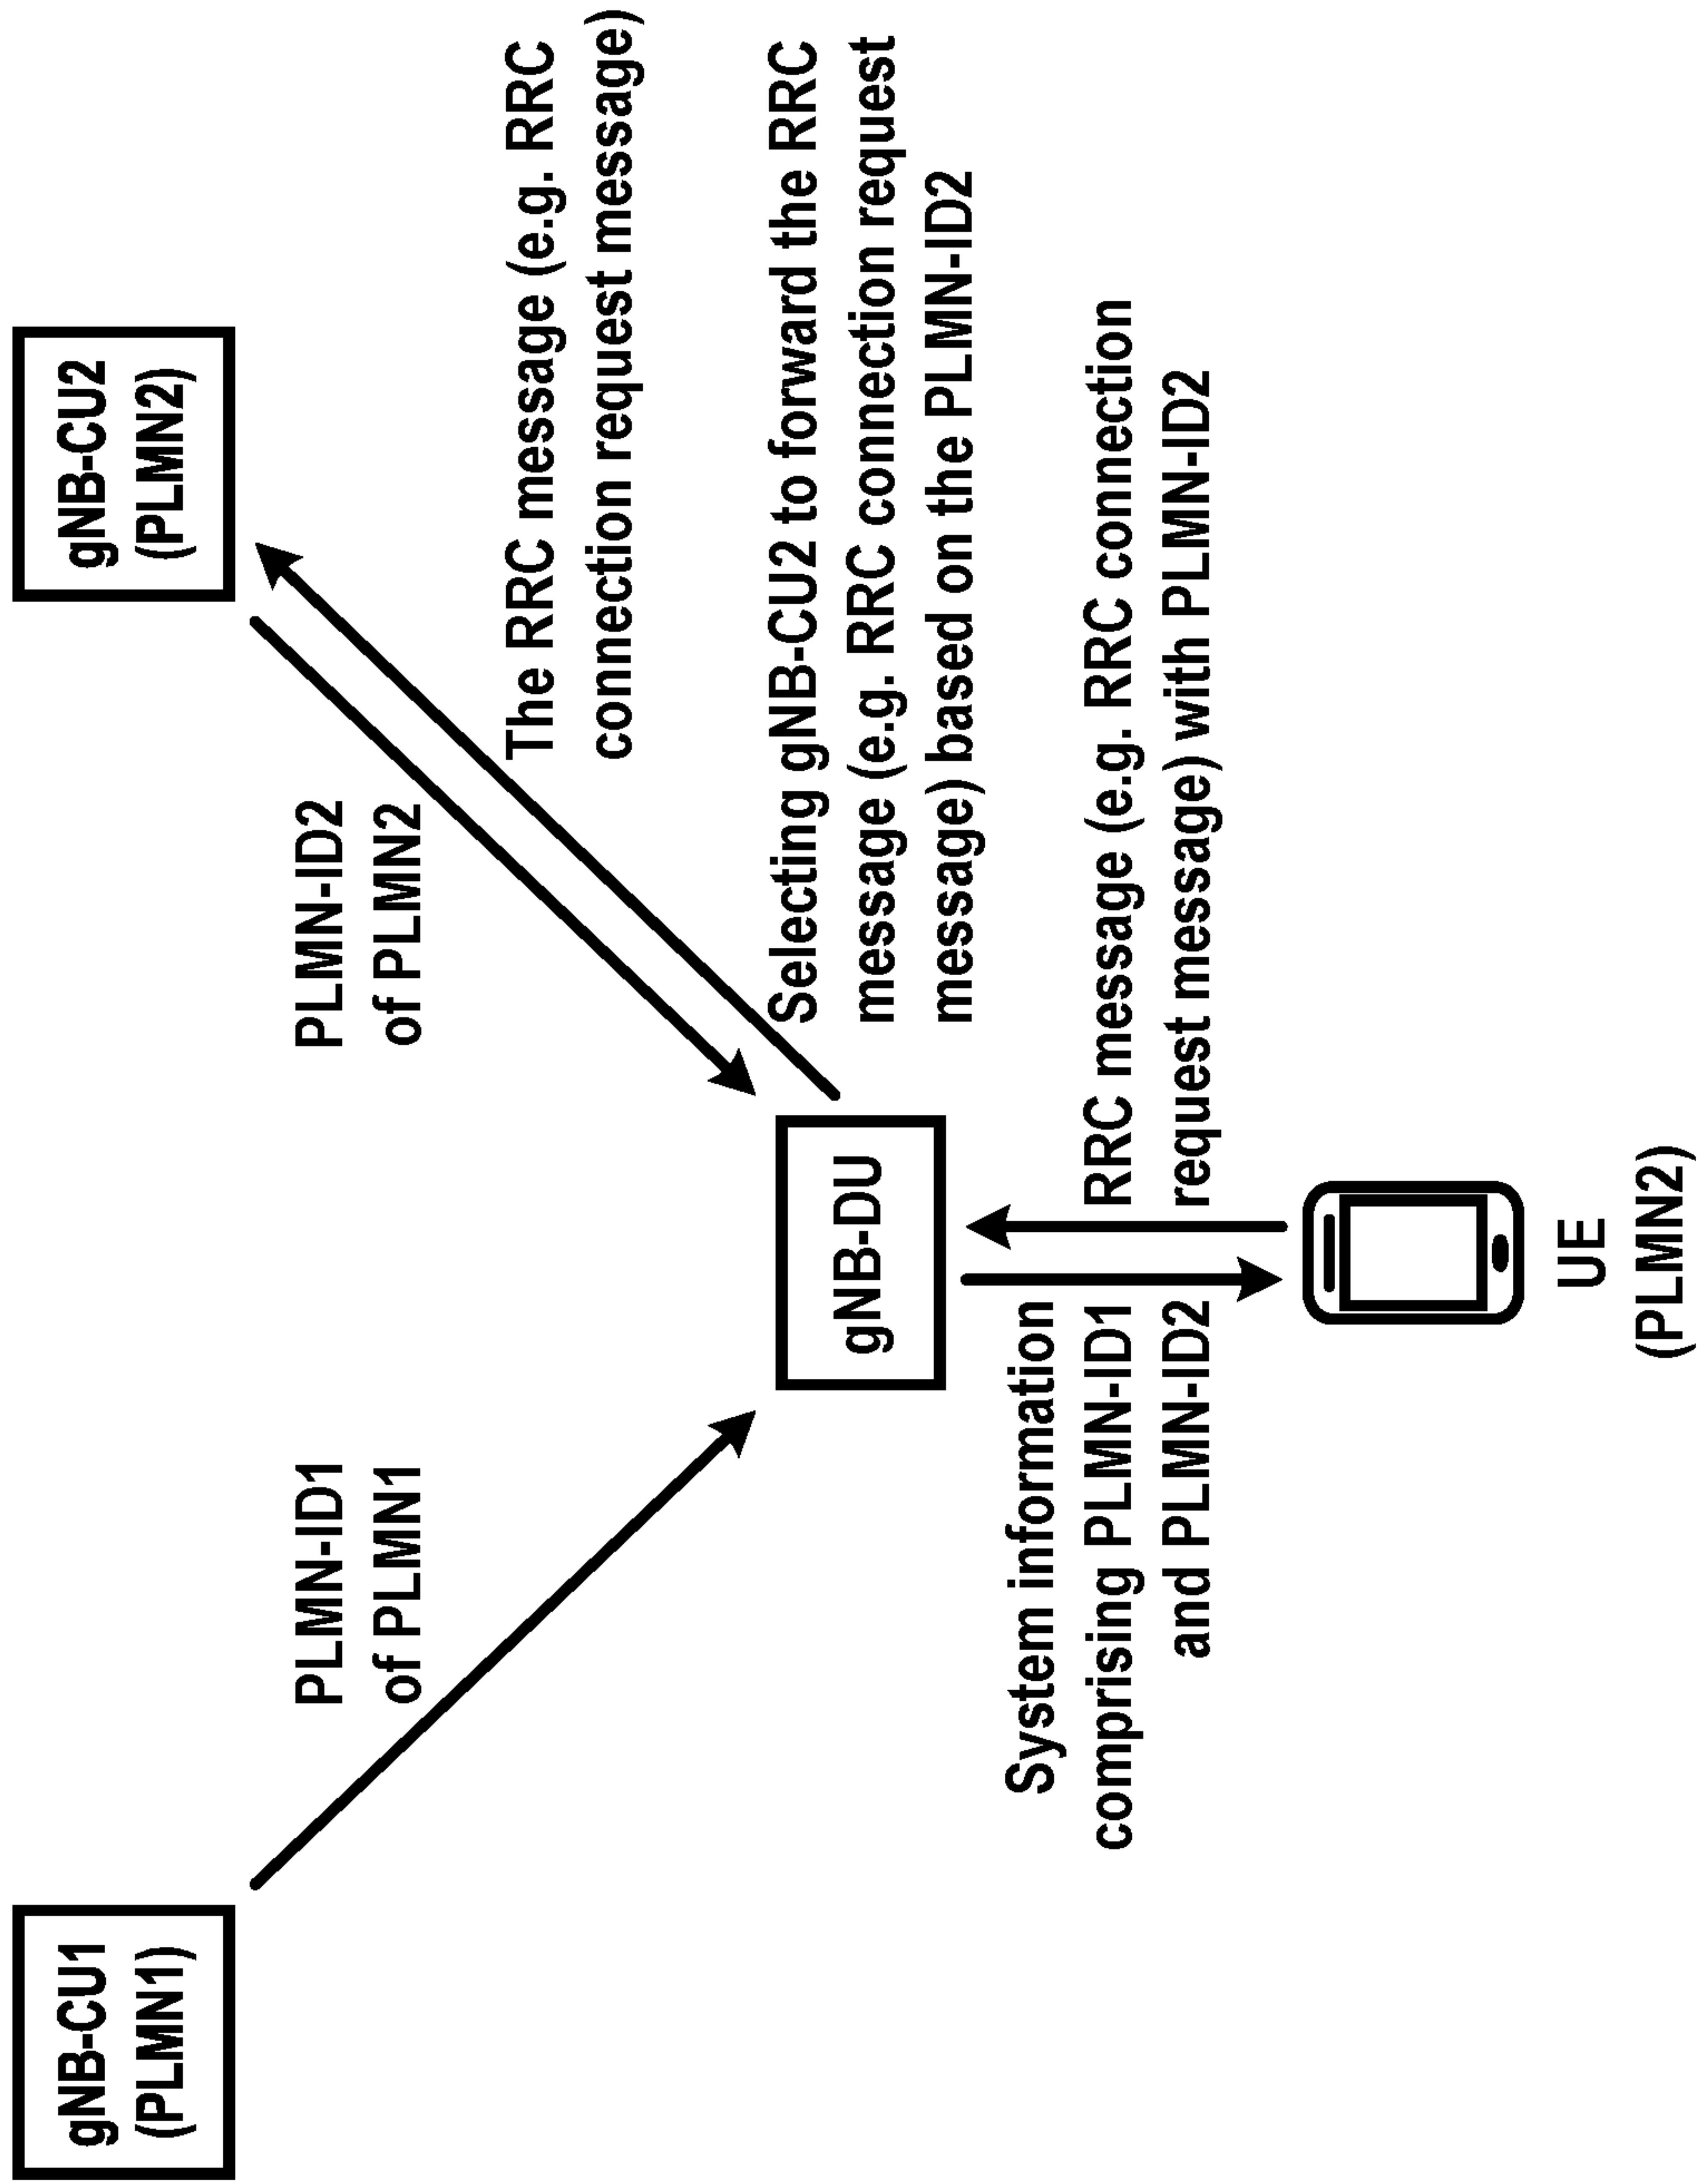 gNB-CU1
(PLMN1)
gNB-CU2
(PLMN2)
PLMN-ID1
of PLMN1
PLMN-ID2
of PLMN2
The RRC message (e.g. RRC
connection request message)
gNB-DU
Selecting gNB-CU2 to forward the RRC
message (e.g. RRC connection request
message) based on the PLMN-ID2
System information
comprising PLMN-ID1
and PLMN-ID2
RRC message (e.g. RRC connection
request message) with PLMN-ID2
UE
(PLMN2)